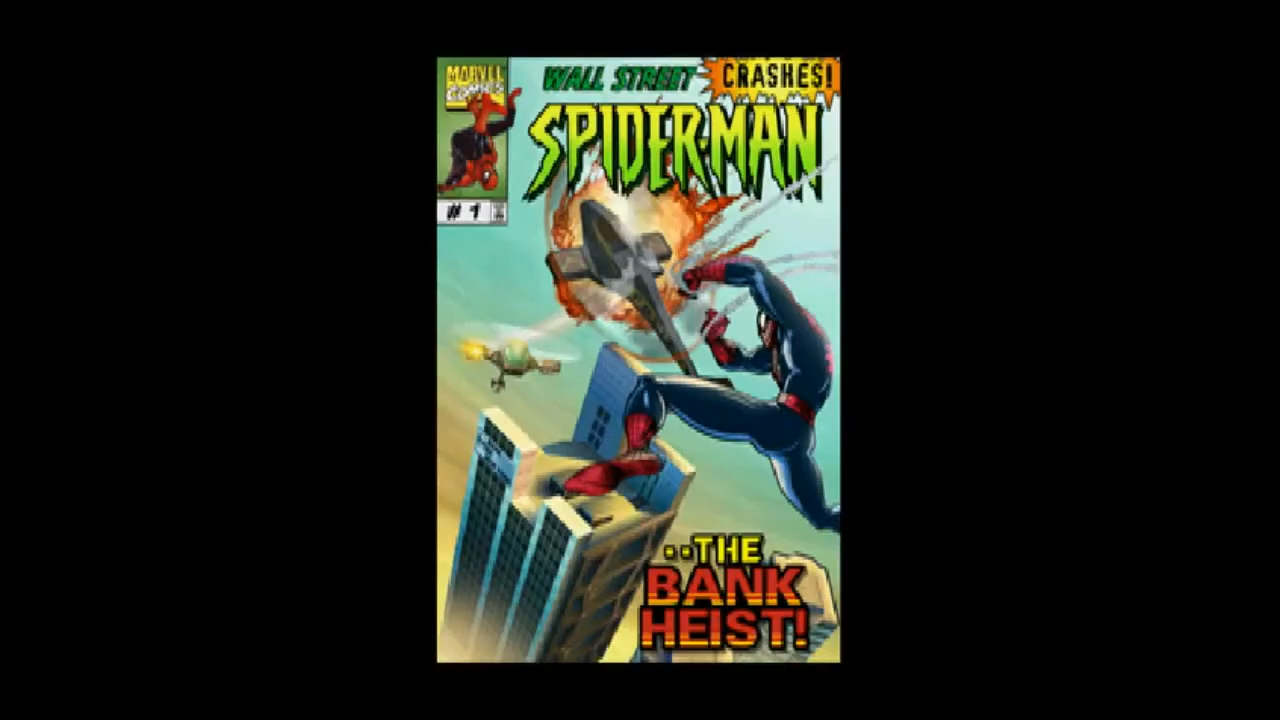 MARVEL
COMICS
#1
WALL STREET
CRASHES!
SPIDER-MAN
..THE
BANK
HEIST!